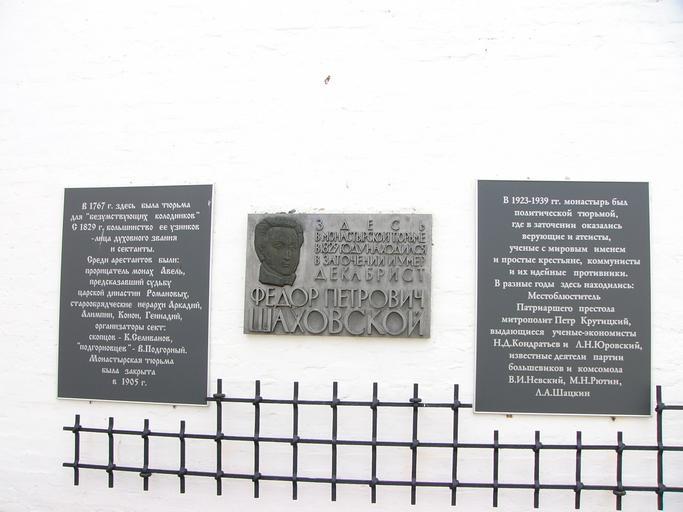 В 1767 г. здесь была тюрьма
для "безумствующих колодников"
С 1829 г. большинство ее узников
-лица духовного звания
и сектанты.
Среди арестантов были:
прорицатель монах Авель,
предсказавший судьбу
царской династии Романовых,
старообрядческие иерархи Аркадий,
Алимпий, Конон, Геннадий,
организаторы сект:
скопцов - К.Селиванов,
"подгорновцев" - В.Подгорный.
Монастырская тюрьма
была закрыта
в 1905 г.
ЗДЕСЬ
В МОНАСТЫРСКОЙ ТЮРЬМЕ
В 1829 ГОДУ НАХОДИЛСЯ
В ЗАТОЧЕНИИ И УМЕР
ДЕКАБРИСТ
ФЕДОР ПЕТРОВИЧ
ШАХОВСКОЙ
В 1923-1939 гг. монастырь был
политической тюрьмой,
где в заточении оказались
верующие и атеисты,
ученые с мировым именем
и простые крестьяне, коммунисты
и их идейные противники.
В разные годы здесь находились:
Местоблюститель
Патриаршего престола
митрополит Петр Крутицкий,
выдающиеся ученые-экономисты
Н.Д.Кондратьев и Л.Н.Юровский,
известные деятели партии
большевиков и комсомола
В.И.Невский, М.Н.Рютин,
Л.А.Шацкин